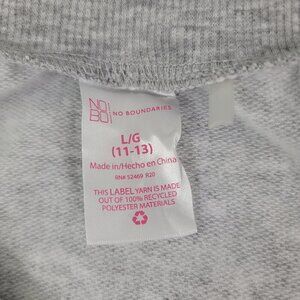 NO
BO
NO BOUNDARIES
L/G
(11-13)
Made in/Hecho en China
RN# 52469 R20
THIS LABEL YARN IS MADE
OUT OF 100% RECYCLED
POLYESTER MATERIALS